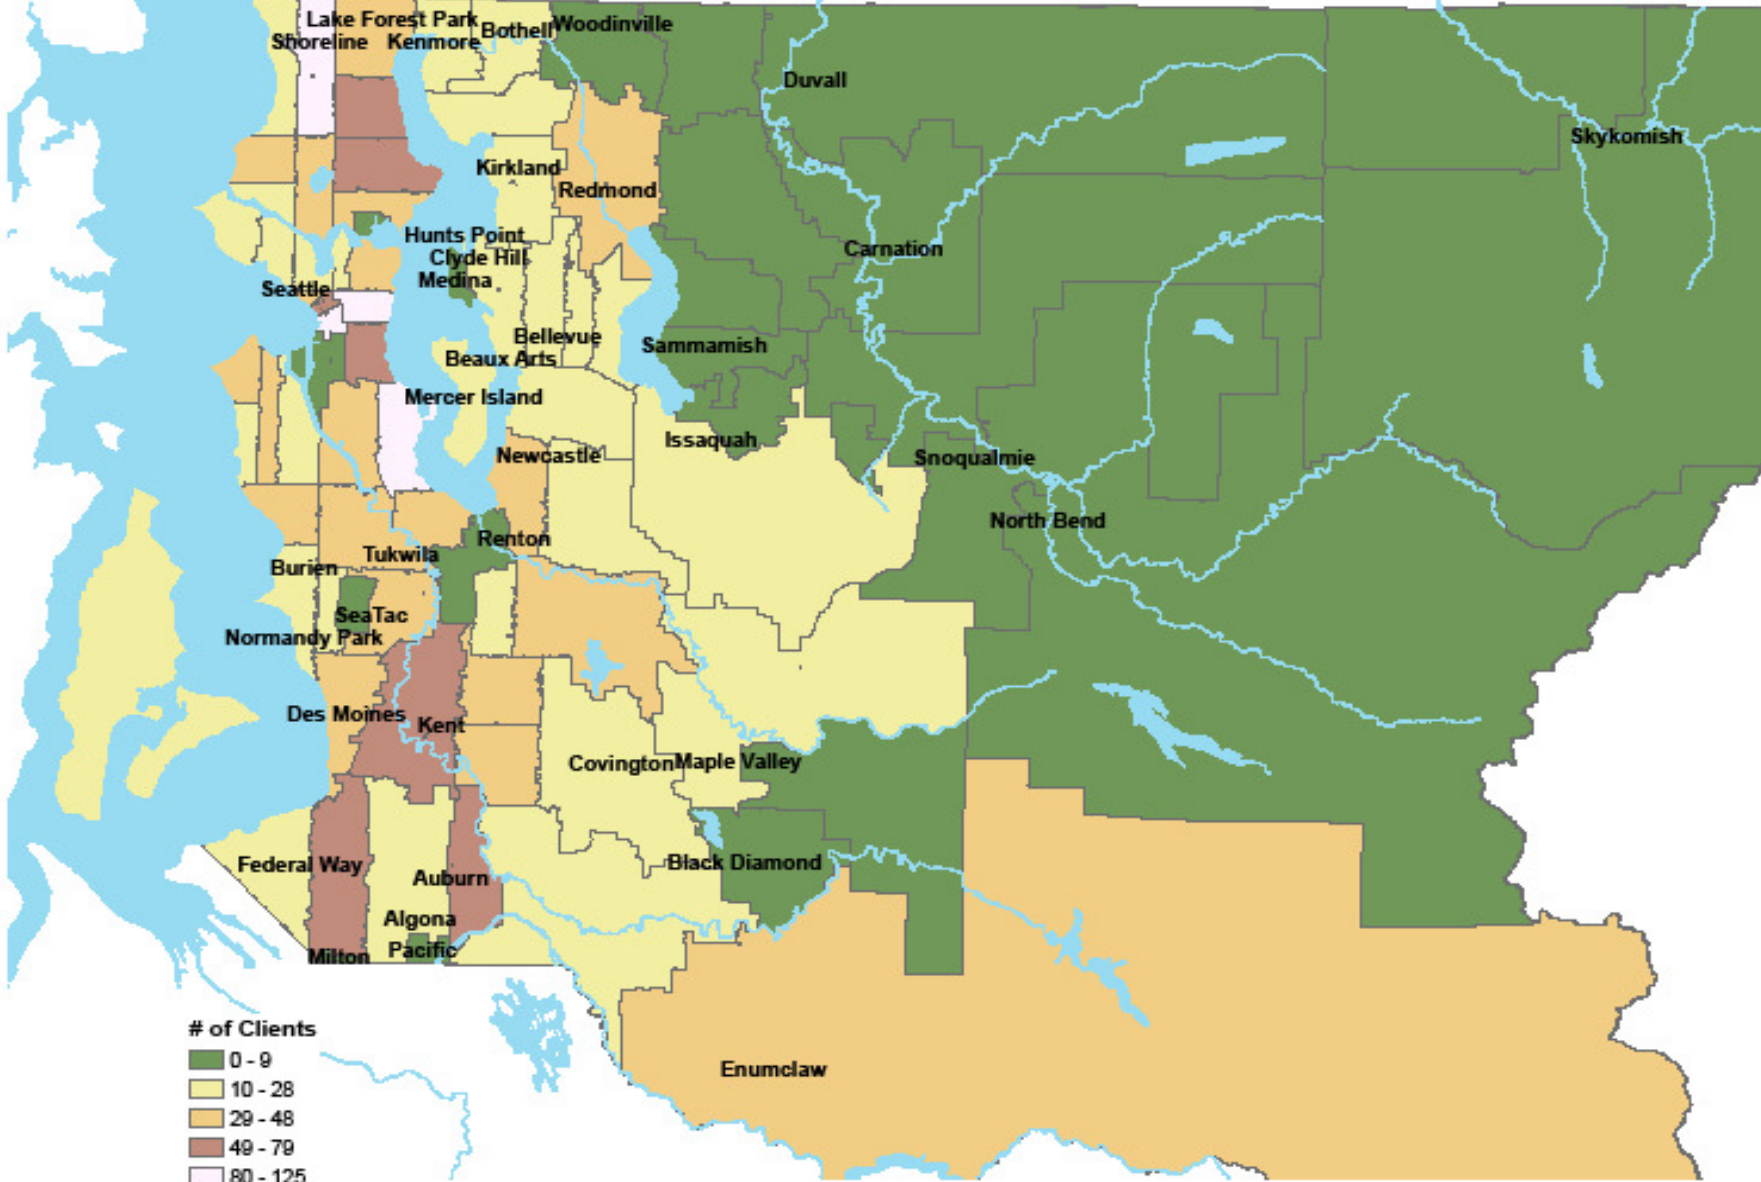 Lake Forest Park
Shoreline
Kenmore
Bothell
Woodinville
Duvall
Skykomish
Kirkland
Redmond
Hunts Point
Clyde Hill
Medina
Carnation
Seattle
Bellevue
Beaux Arts
Sammamish
Mercer Island
Issaquah
Newcastle
Snoqualmie
North Bend
Renton
Tukwila
Burien
SeaTac
Normandy Park
Des Moines
Kent
Covington
Maple Valley
Federal Way
Auburn
Black Diamond
Algona
Pacific
Milton
Enumclaw
# of Clients
0 - 9
10 - 28
29 - 48
49 - 79
80 - 125